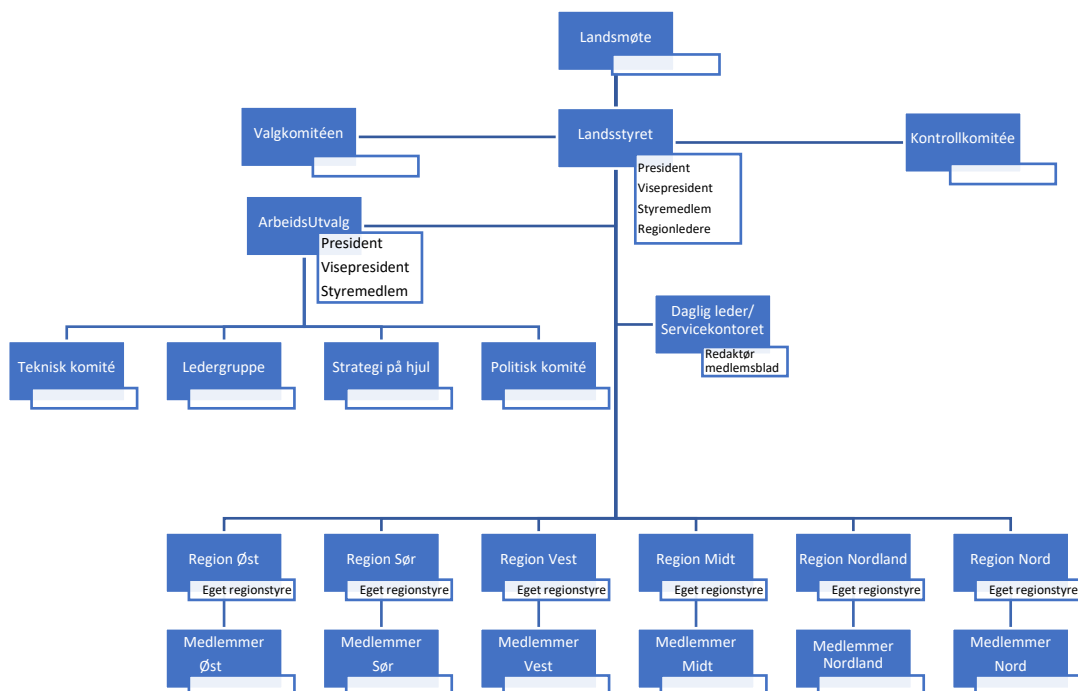 Landsmøte
Valgkomitéen
Landsstyret
Kontrollkomitée
President
Visepresident
Styremedlem
Regionledere
ArbeidsUtvalg
President
Visepresident
Styremedlem
Daglig leder/
Servicekontoret
Redaktør
medlemsblad
Teknisk komité
Ledergruppe
Strategi på hjul
Politisk komité
Region Øst
Region Sør
Region Vest
Region Midt
Region Nordland
Region Nord
Eget regionstyre
Eget regionstyre
Eget regionstyre
Eget regionstyre
Eget regionstyre
Eget regionstyre
Medlemmer
Øst
Medlemmer
Sør
Medlemmer
Vest
Medlemmer
Midt
Medlemmer
Nordland
Medlemmer
Nord